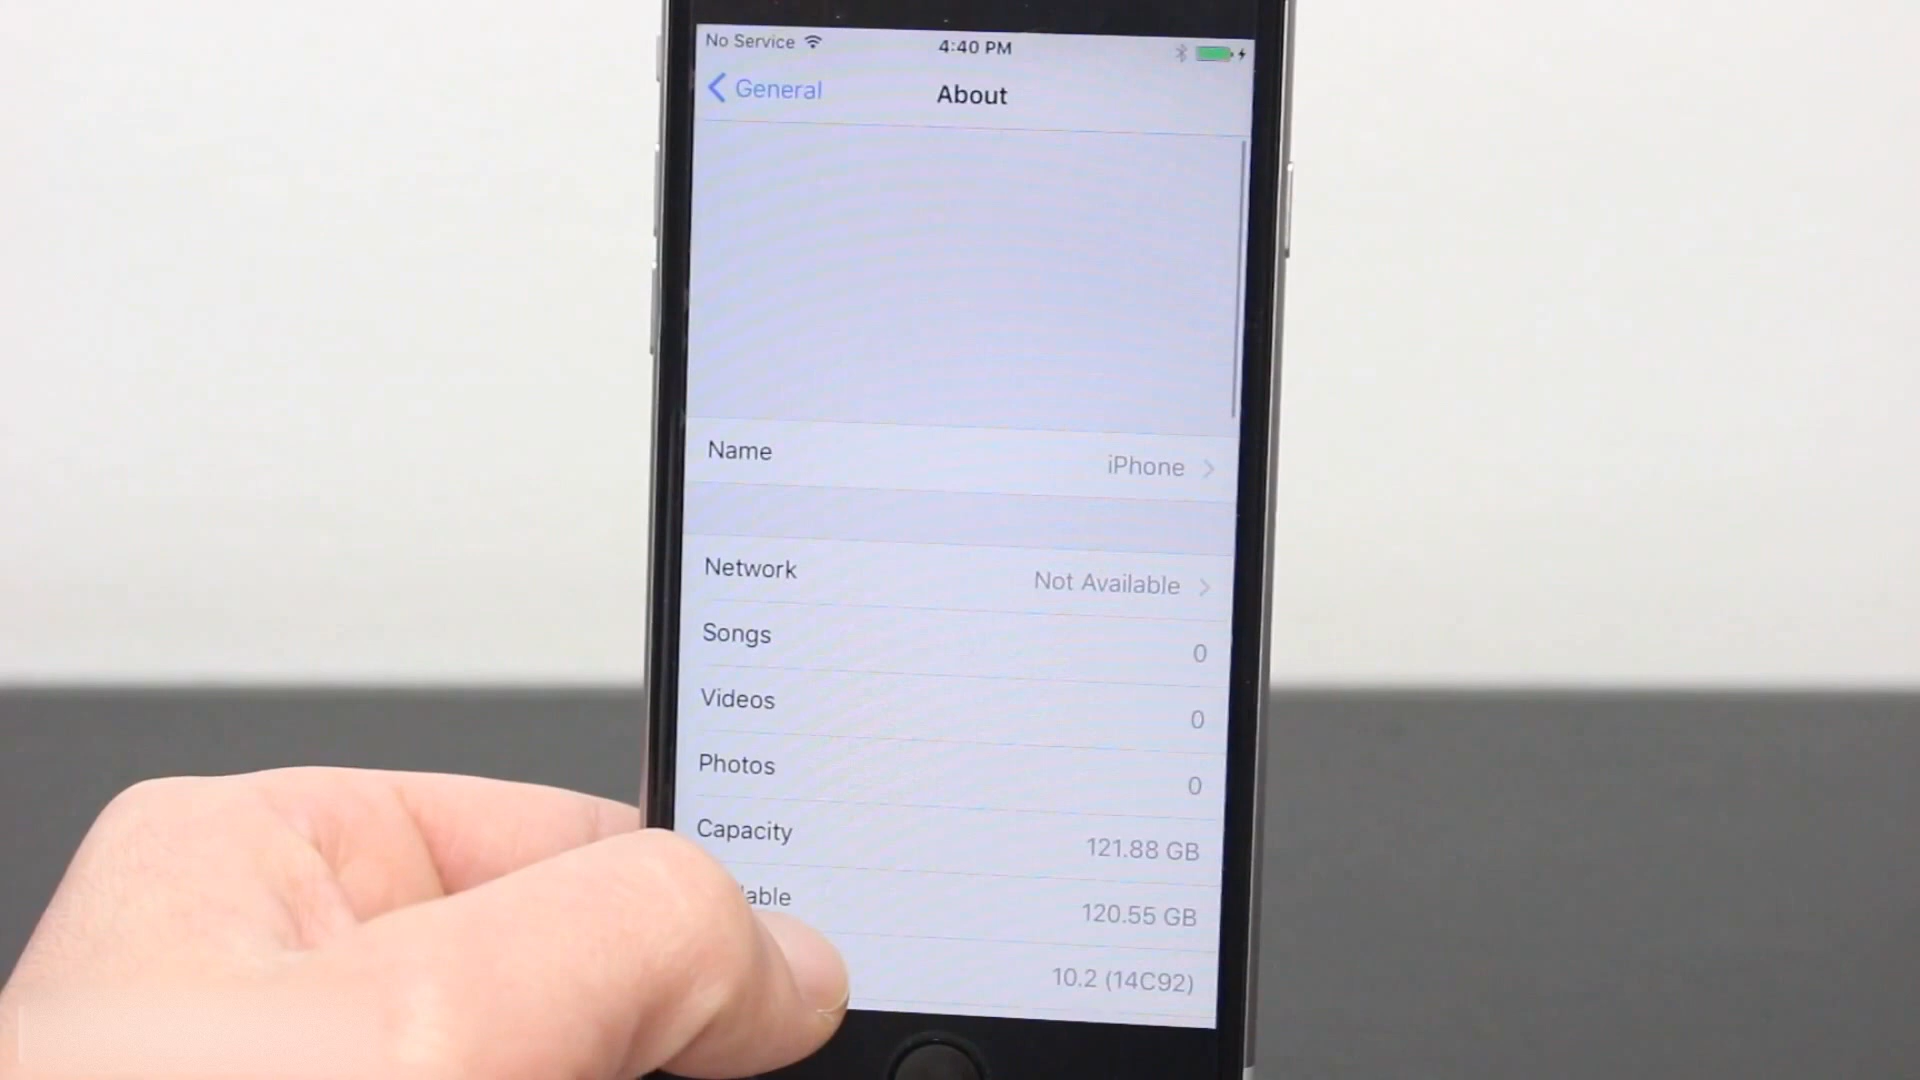 No Service 4:40 PM
General About
Name iPhone
Network Not Available
Songs 0
Videos 0
Photos 0
Capacity 121.88 GB
lable 120.55 GB
10.2 (14C92)